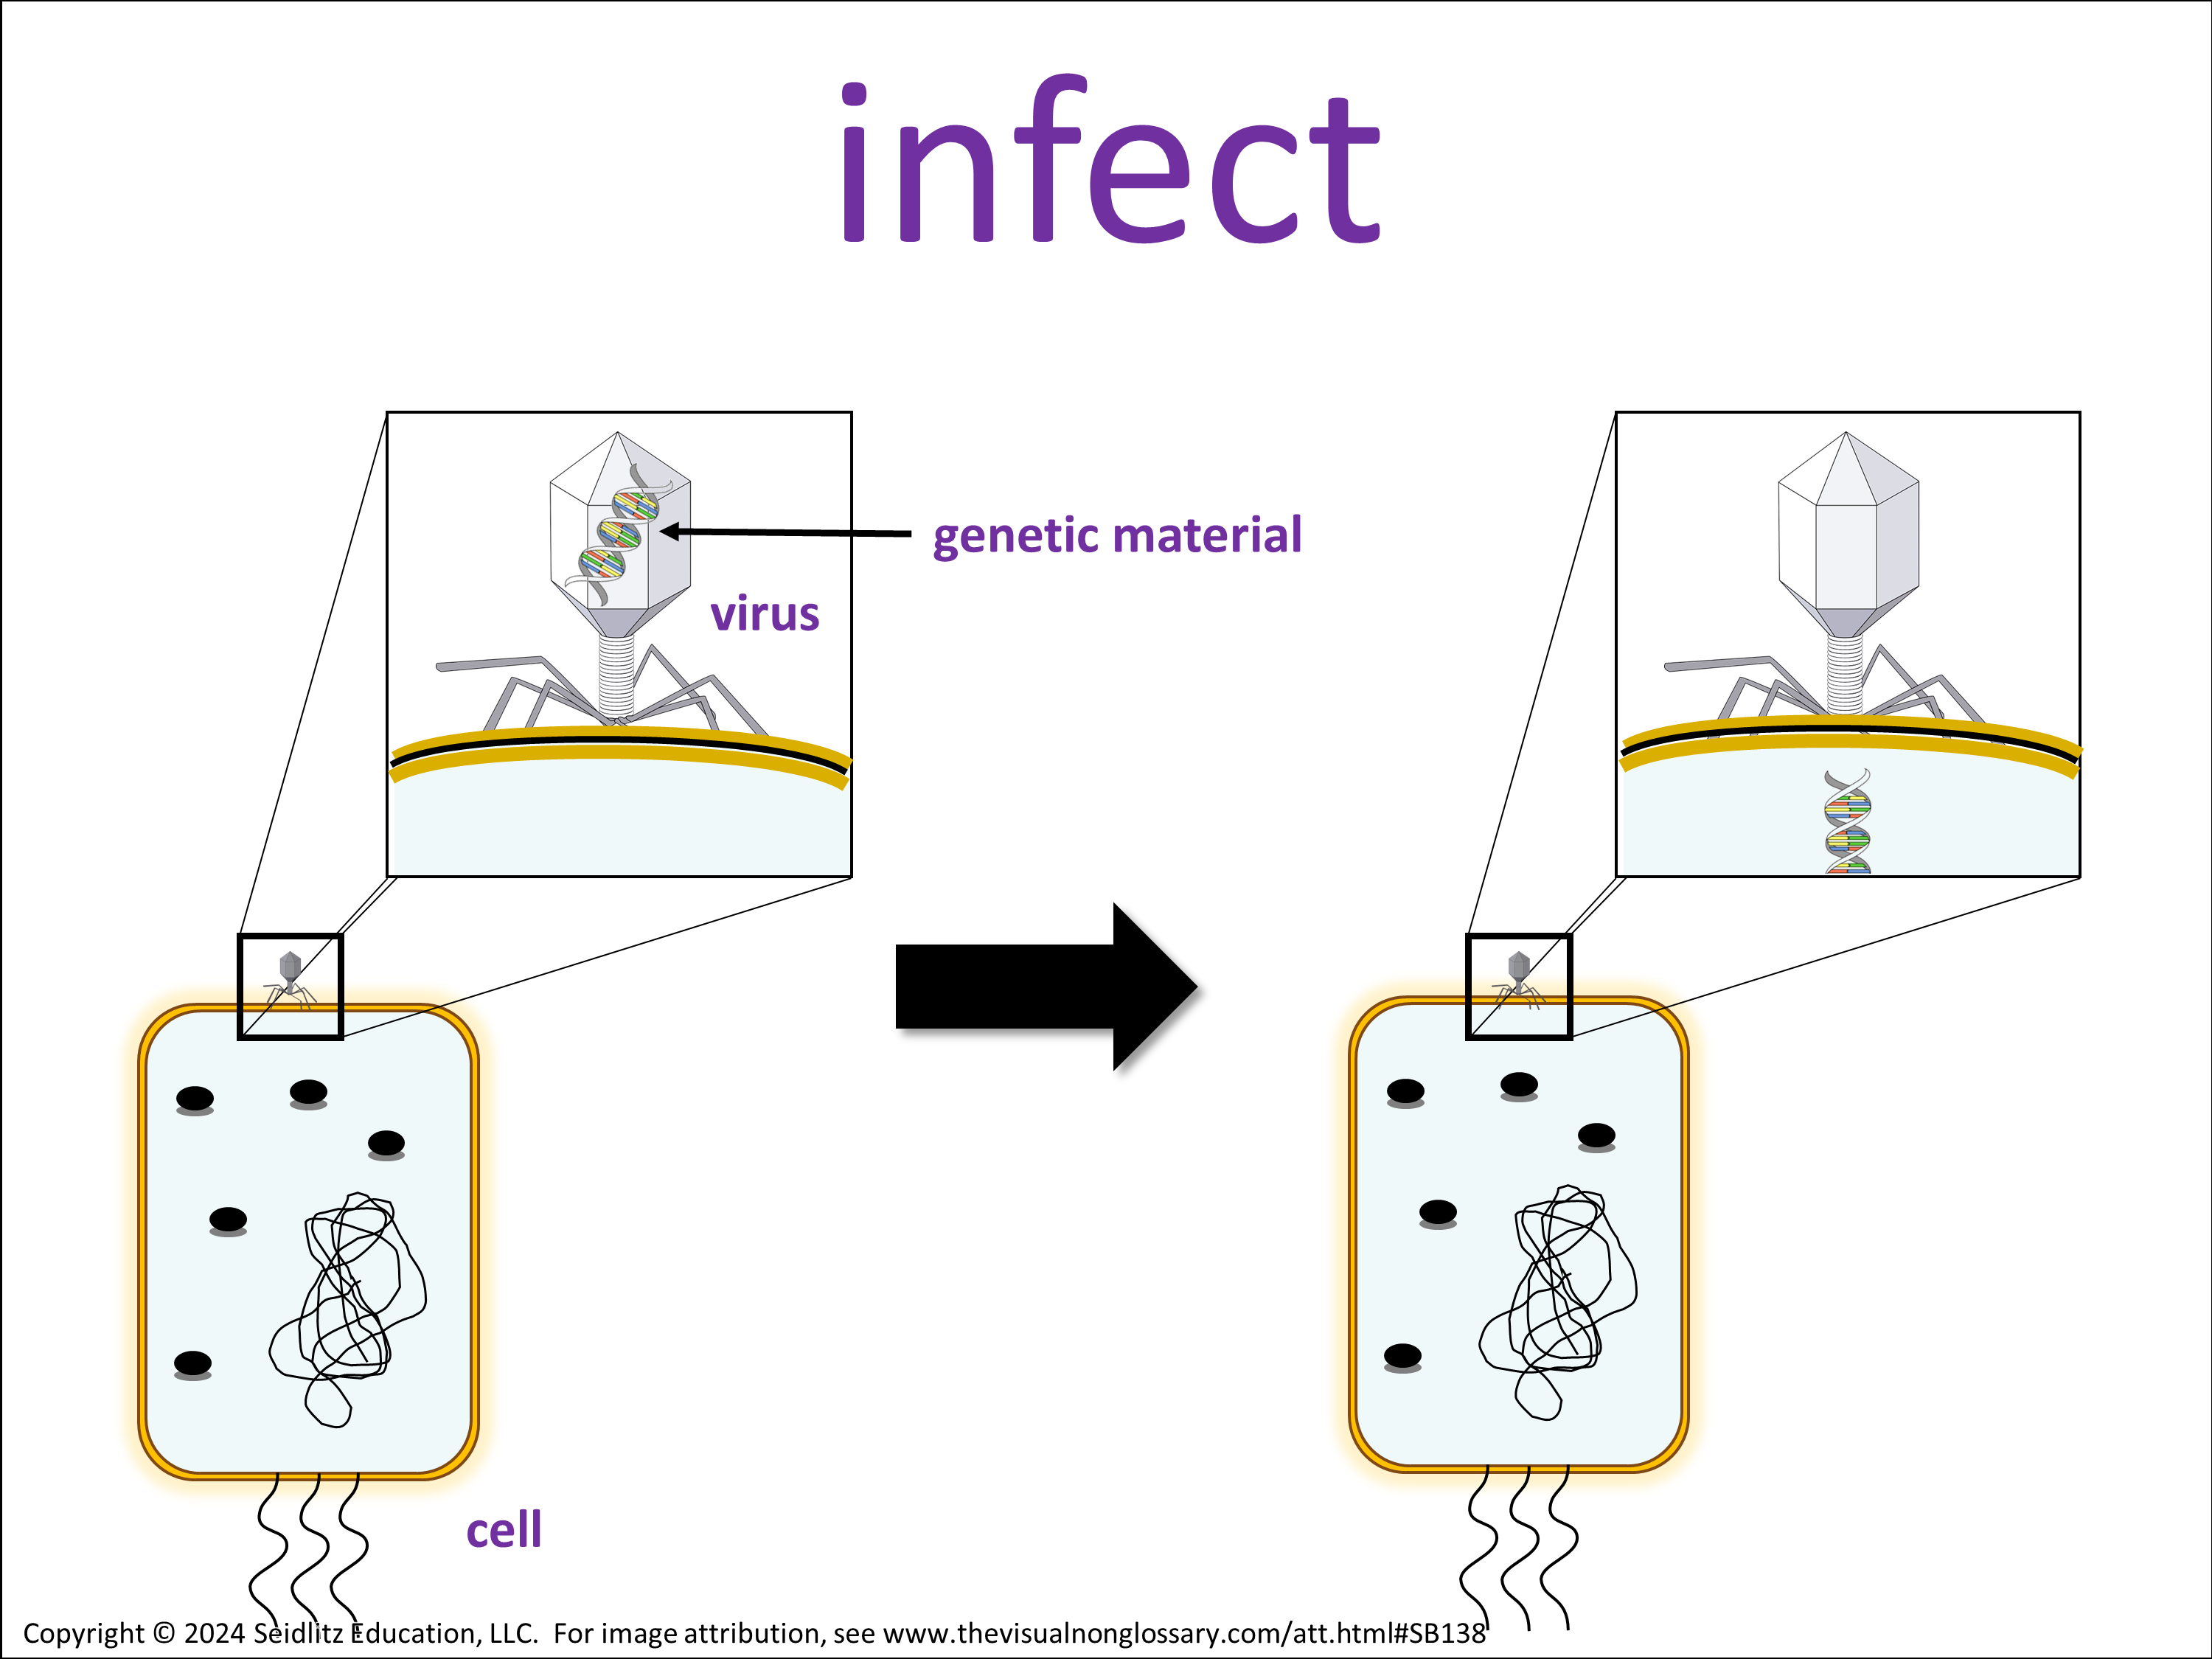 infect
genetic material
virus
cell
Copyright © 2024 Seidlitz Education, LLC.  For image attribution, see www.thevisualnonglossary.com/att.html#SB138